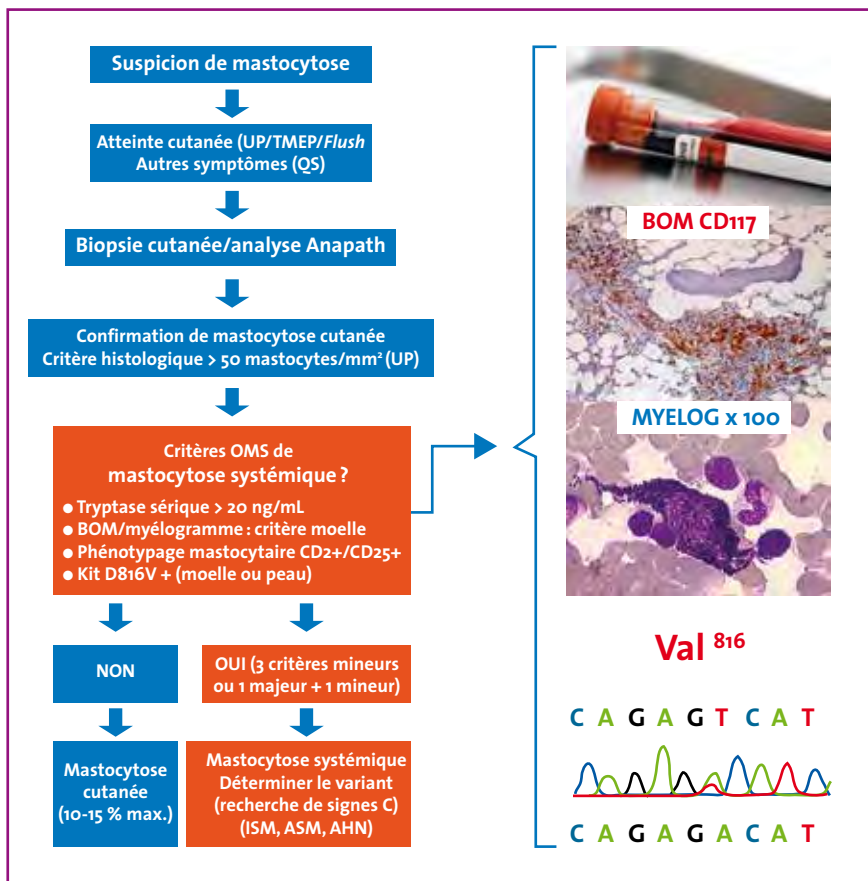 Suspicion de mastocytose
Atteinte cutanée (UP/TMEP/Flush
Autres symptômes (QS)
Biopsie cutanée/analyse Anapath
Confirmation de mastocytose cutanée
Critère histologique > 50 mastocytes/mm² (UP)
Critères OMS de
mastocytose systémique ?
● Tryptase sérique > 20 ng/mL
● BOM/myélogramme : critère moelle
● Phénotypage mastocytaire CD2+/CD25+
● Kit D816V + (moelle ou peau)
NON
OUI (3 critères mineurs
ou 1 majeur + 1 mineur)
Mastocytose
cutanée
(10-15 % max.)
Mastocytose systémique
Déterminer le variant
(recherche de signes C)
(ISM, ASM, AHN)
BOM CD117
MYELOG x 100
Val ⁸¹⁶
C A G A G T C A T
C A G A G A C A T